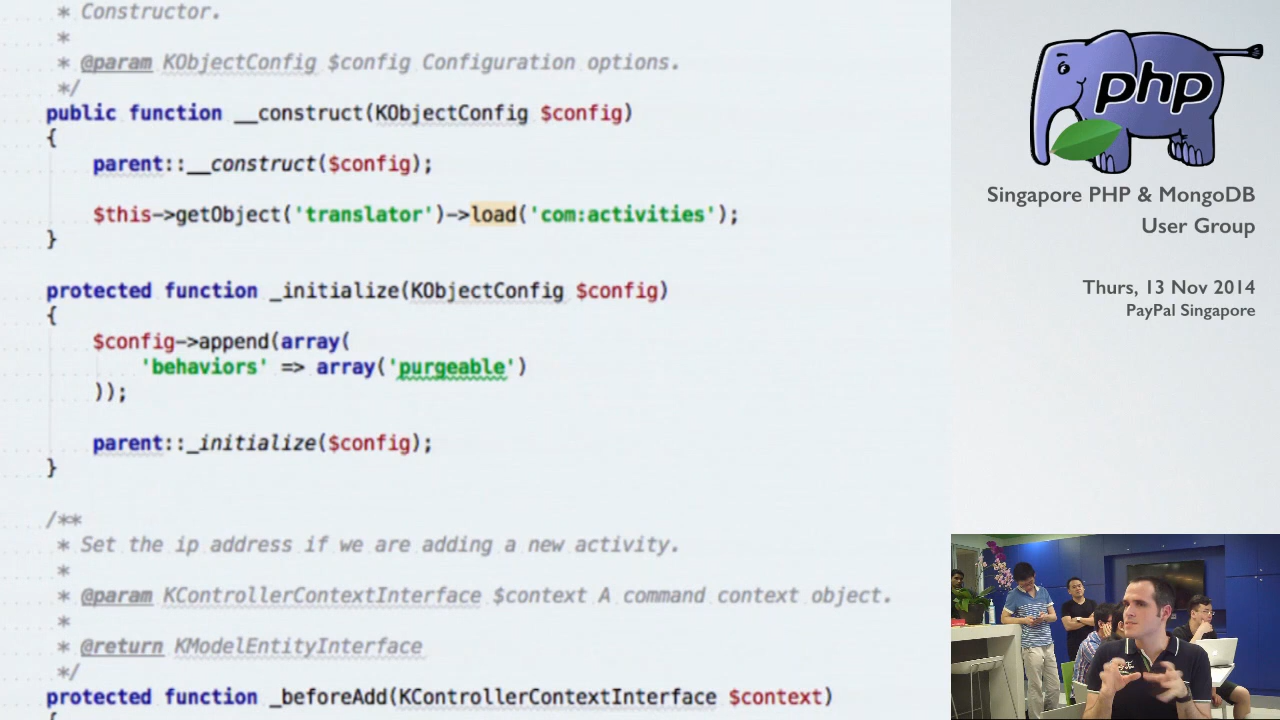 * Constructor.
*
* @param KObjectConfig $config Configuration options.
*/
public function __construct(KObjectConfig $config)
{
parent::__construct($config);
$this->getObject('translator')->load('com:activities');
}
protected function _initialize(KObjectConfig $config)
{
$config->append(array(
'behaviors' => array('purgeable')
));
parent::_initialize($config);
}
/**
* Set the ip address if we are adding a new activity.
*
* @param KControllerContextInterface $context A command context object.
*
* @return KModelEntityInterface
*/
protected function _beforeAdd(KControllerContextInterface $context)
{
php
Singapore PHP & MongoDB
User Group
Thurs, 13 Nov 2014
PayPal Singapore